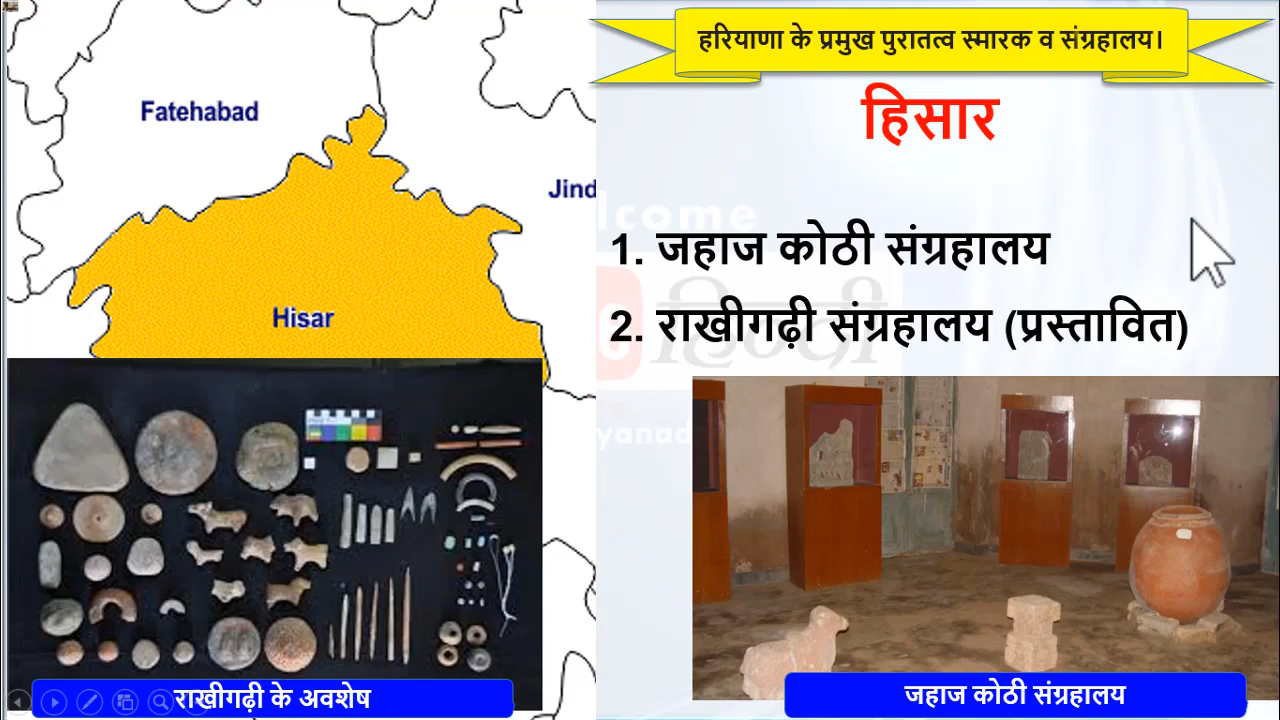 हरियाणा के प्रमुख पुरातत्व स्मारक व संग्रहालय।
हिसार
Fatehabad
Jind
Hisar
lcome
1. जहाज कोठी संग्रहालय
2. राखीगढ़ी संग्रहालय (प्रस्तावित)
हिन्दी
राखीगढ़ी के अवशेष
जहाज कोठी संग्रहालय